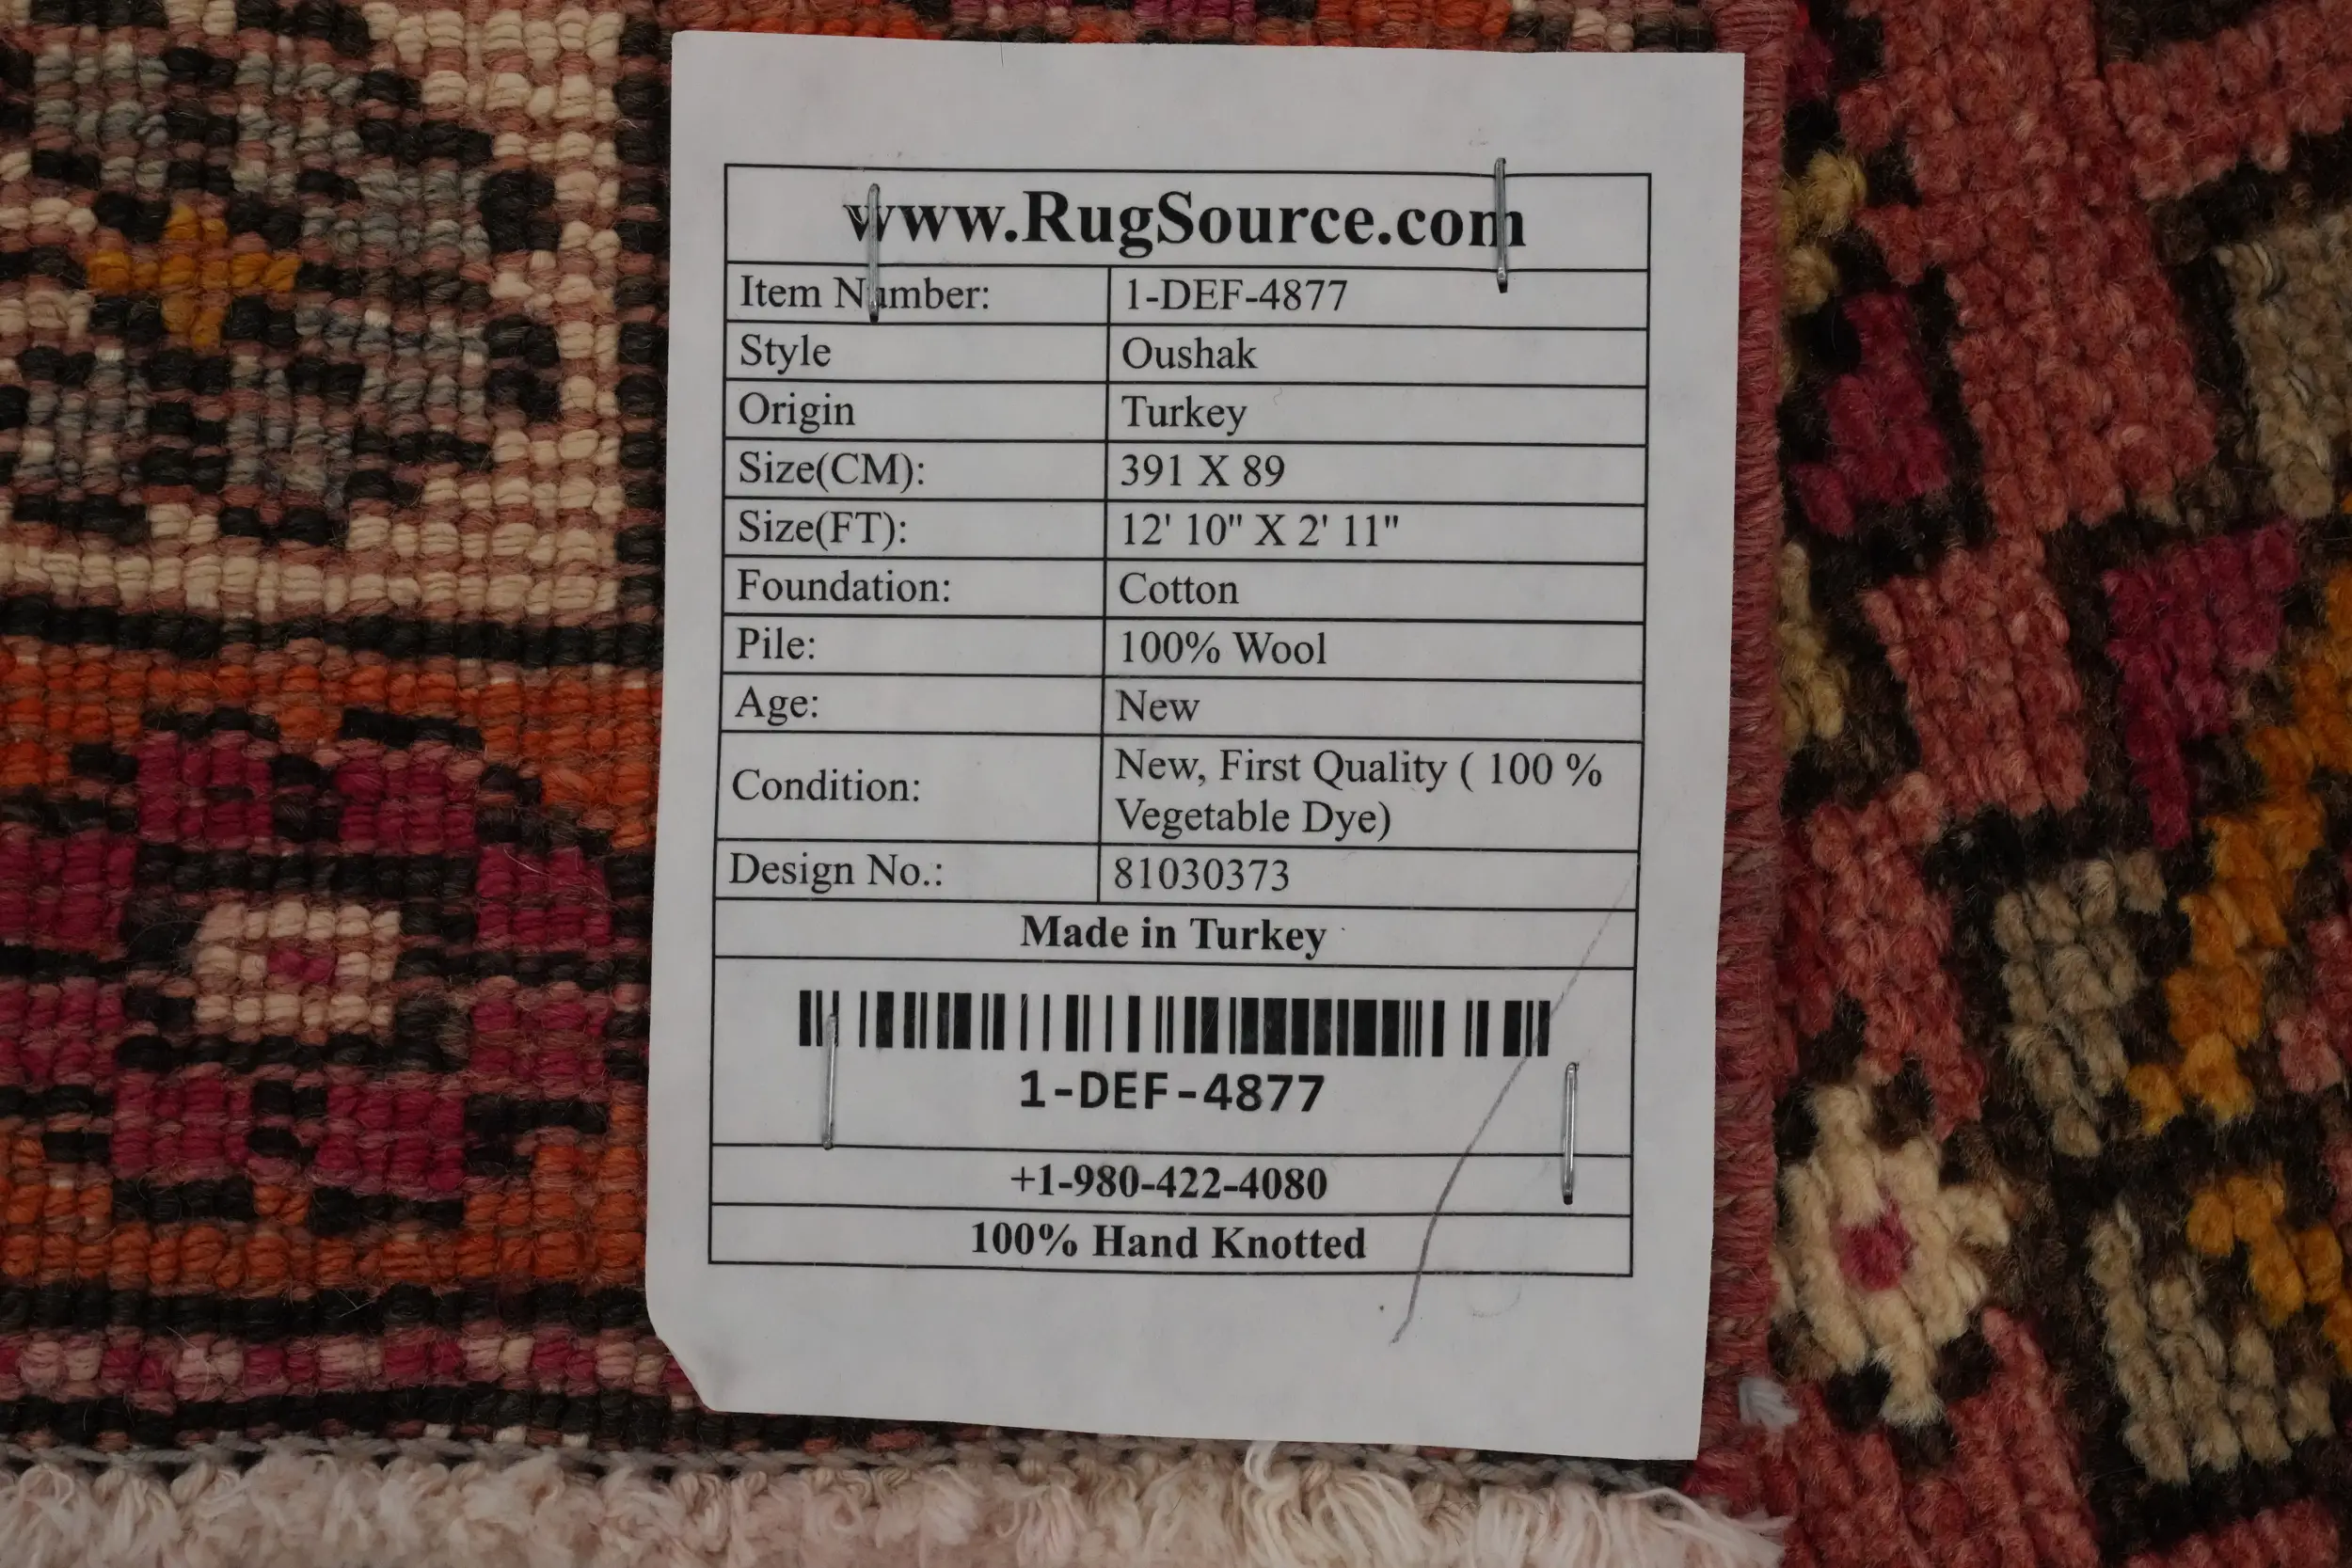 www.RugSource.com
Item Number: 1-DEF-4877
Style Oushak
Origin Turkey
Size(CM): 391 X 89
Size(FT): 12' 10" X 2' 11"
Foundation: Cotton
Pile: 100% Wool
Age: New
Condition: New, First Quality ( 100 %
Vegetable Dye)
Design No.: 81030373
Made in Turkey
1-DEF-4877
+1-980-422-4080
100% Hand Knotted